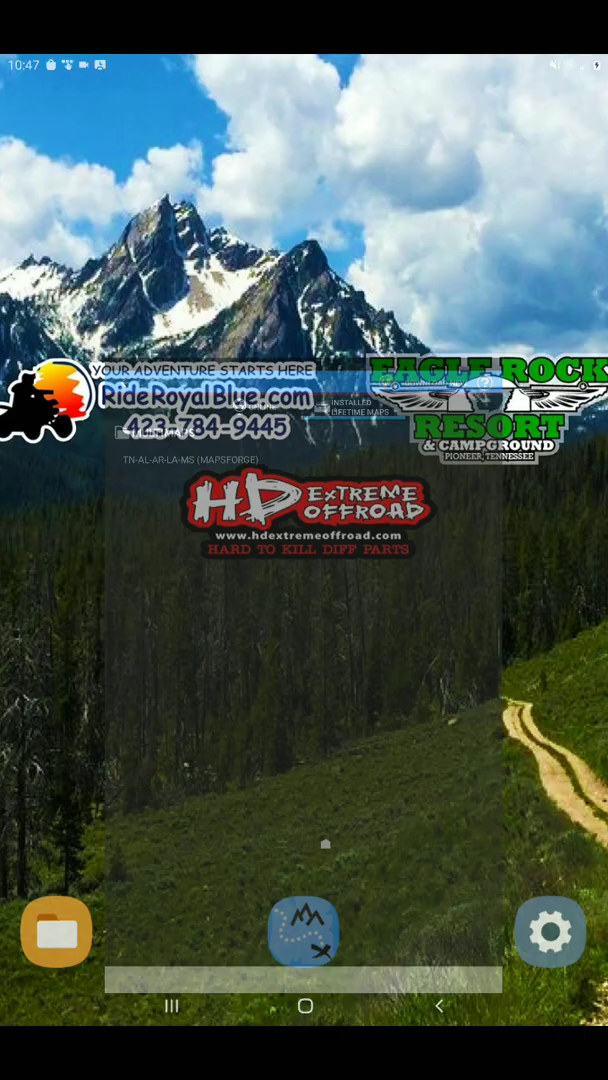 10:47
YOUR ADVENTURE STARTS HERE
RideRoyalBlue.com
423-784-9445
EAGLE ROCK
RESORT
& CAMPGROUND
PIONEER, TENNESSEE
INSTALLED
LIFETIME MAPS
TN-AL-AR-LA-MS (MAPSFORGE)
HD EXTREME
OFFROAD
www.hdextremeoffroad.com
HARD TO KILL DIFF PARTS